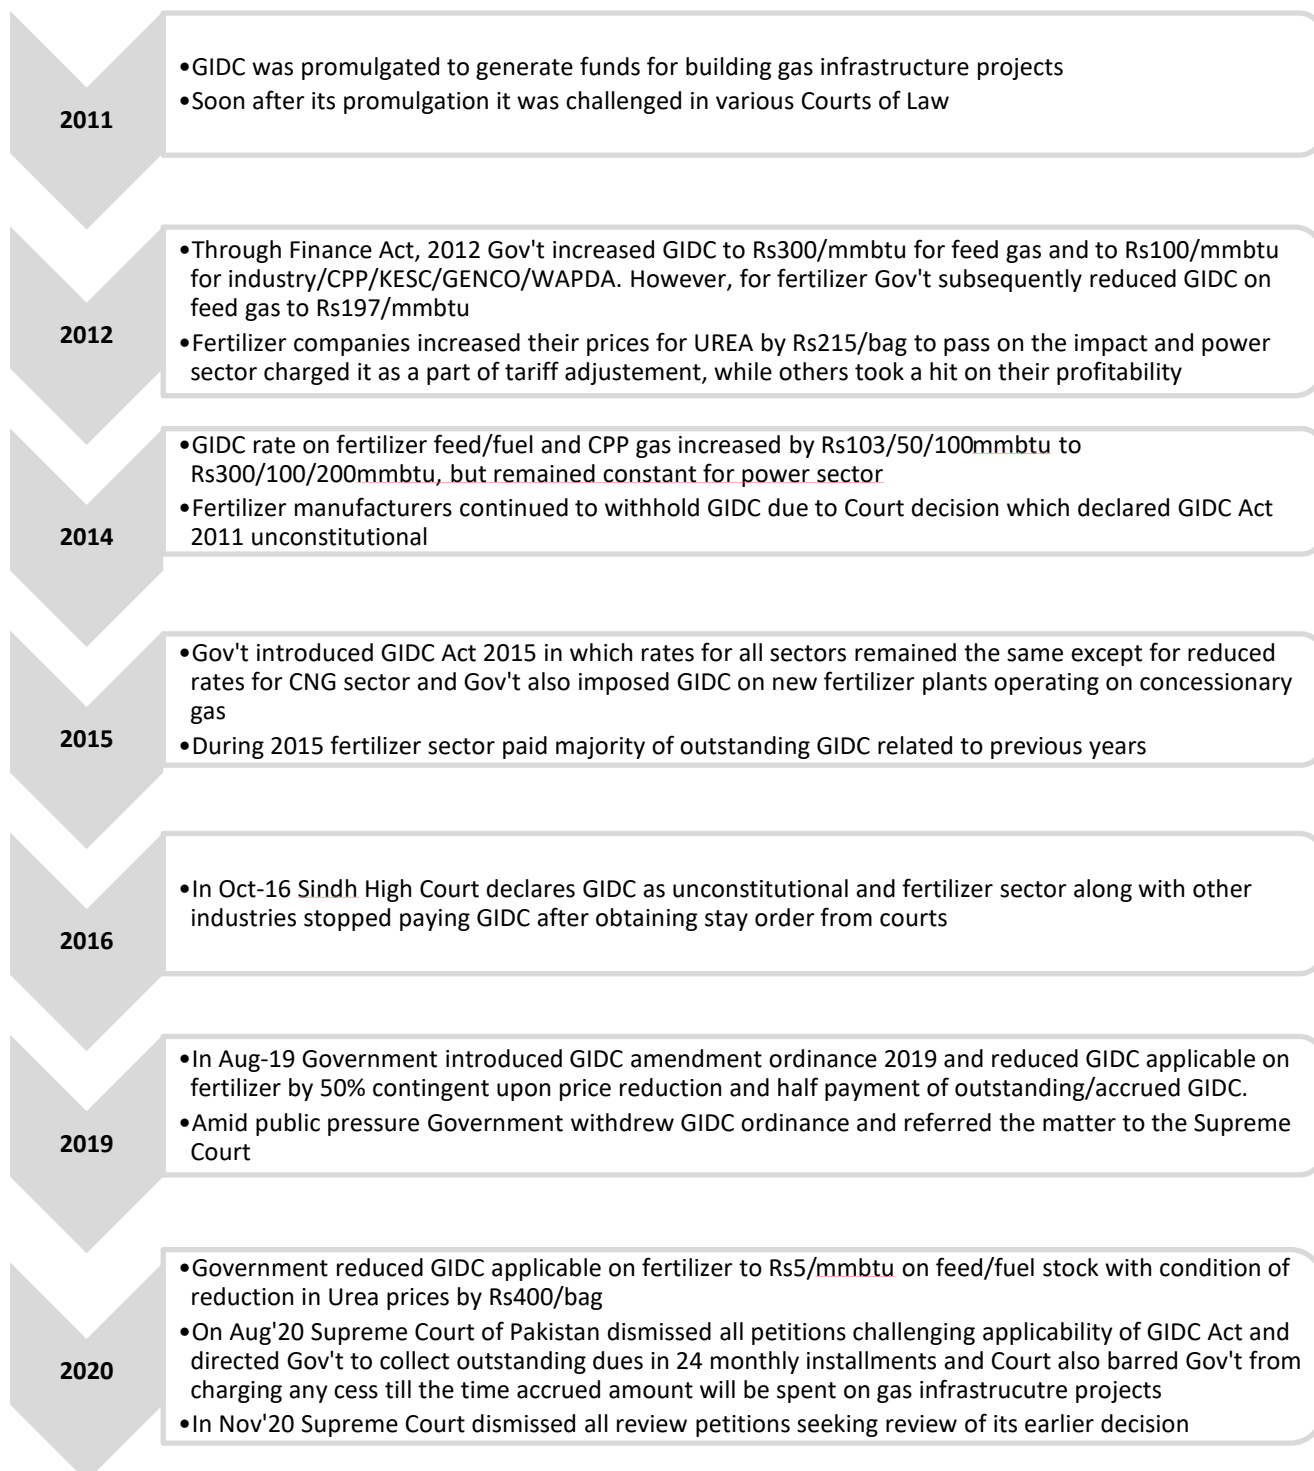 2011
•GIDC was promulgated to generate funds for building gas infrastructure projects
•Soon after its promulgation it was challenged in various Courts of Law
2012
•Through Finance Act, 2012 Gov't increased GIDC to Rs300/mmbtu for feed gas and to Rs100/mmbtu
for industry/CPP/KESC/GENCO/WAPDA. However, for fertilizer Gov't subsequently reduced GIDC on
feed gas to Rs197/mmbtu
•Fertilizer companies increased their prices for UREA by Rs215/bag to pass on the impact and power
sector charged it as a part of tariff adjustement, while others took a hit on their profitability
2014
•GIDC rate on fertilizer feed/fuel and CPP gas increased by Rs103/50/100mmbtu to
Rs300/100/200mmbtu, but remained constant for power sector
•Fertilizer manufacturers continued to withhold GIDC due to Court decision which declared GIDC Act
2011 unconstitutional
2015
•Gov't introduced GIDC Act 2015 in which rates for all sectors remained the same except for reduced
rates for CNG sector and Gov't also imposed GIDC on new fertilizer plants operating on concessionary
gas
•During 2015 fertilizer sector paid majority of outstanding GIDC related to previous years
2016
•In Oct-16 Sindh High Court declares GIDC as unconstitutional and fertilizer sector along with other
industries stopped paying GIDC after obtaining stay order from courts
2019
•In Aug-19 Government introduced GIDC amendment ordinance 2019 and reduced GIDC applicable on
fertilizer by 50% contingent upon price reduction and half payment of outstanding/accrued GIDC.
•Amid public pressure Government withdrew GIDC ordinance and referred the matter to the Supreme
Court
2020
•Government reduced GIDC applicable on fertilizer to Rs5/mmbtu on feed/fuel stock with condition of
reduction in Urea prices by Rs400/bag
•On Aug'20 Supreme Court of Pakistan dismissed all petitions challenging applicability of GIDC Act and
directed Gov't to collect outstanding dues in 24 monthly installments and Court also barred Gov't from
charging any cess till the time accrued amount will be spent on gas infrastrucutre projects
•In Nov'20 Supreme Court dismissed all review petitions seeking review of its earlier decision